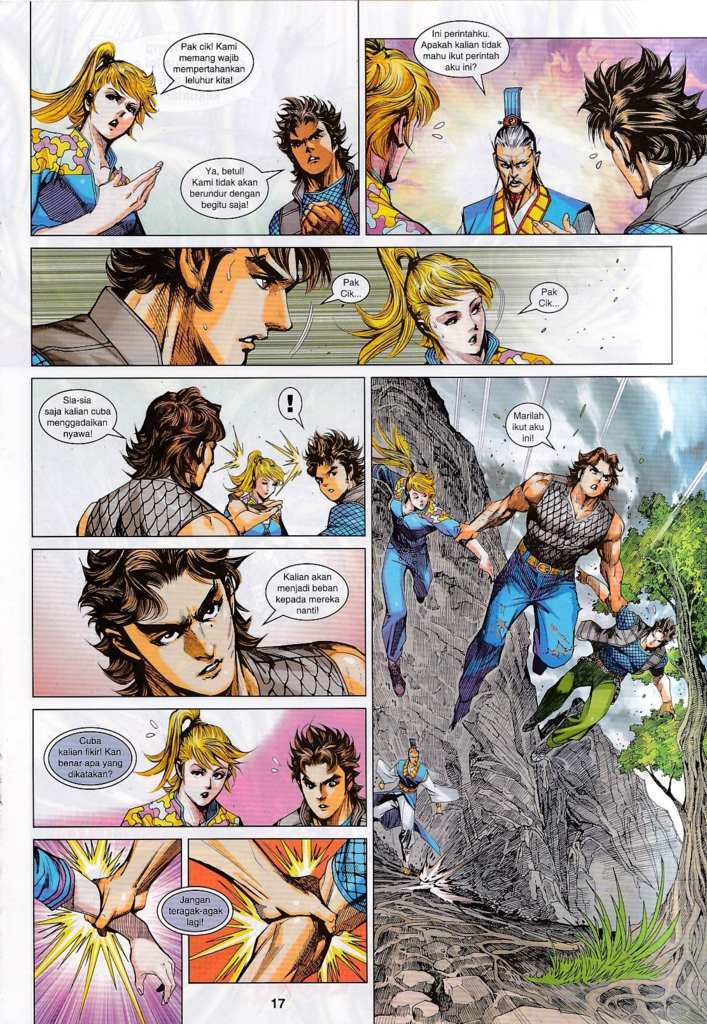 Pak cik! Kami
memang wajib
mempertahankan
leluhur kita!
Ya, betul!
Kami tidak akan
berundur dengan
begitu saja!
Ini perintahku.
Apakah kalian tidak
mahu ikut perintah
aku ini?
Pak
Cik...
Pak
Cik...
Sia-sia
saja kalian cuba
menggadaikan
nyawa!
!
Kalian akan
menjadi beban
kepada mereka
nanti!
Cuba
kalian fikir! Kan
benar apa yang
dikatakan?
Jangan
teragak-agak
lagi!
Marilah
ikut aku
ini!
17